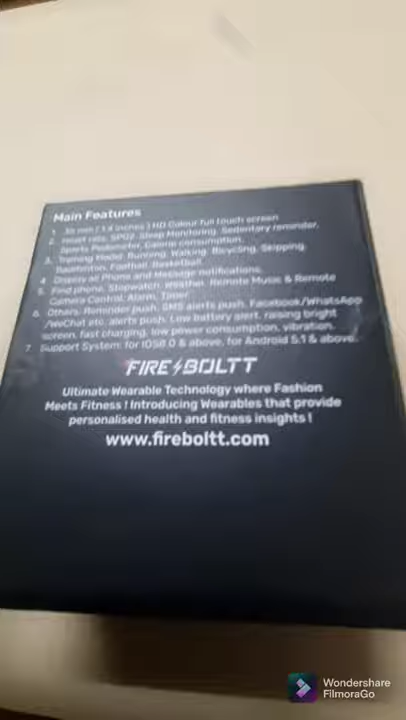 Main Features
1. 36 mm (1.4 inches) HD Colour full touch screen
2. Heart rate, SPO2, Sleep Monitoring, Sedentary reminder,
Sports Pedometer, Calorie consumption.
3. Training Model: Running, Walking, Bicycling, Skipping,
Badminton, Football, Basketball.
4. Display all Phone and Message notifications.
5. Find phone, Stopwatch, weather, Remote Music & Remote
Camera Control, Alarm, Timer
6. Others: Reminder push, SMS alerts push, Facebook/WhatsApp
/WeChat etc. alerts push, Low battery alert, raising bright
screen, fast charging, low power consumption, vibration.
7. Support System: for IOS8.0 & above, for Android 5.1 & above.
FIRE BOLTT
Ultimate Wearable Technology where Fashion
Meets Fitness ! Introducing Wearables that provide
personalised health and fitness insights !
www.fireboltt.com
Wondershare
FilmoraGo